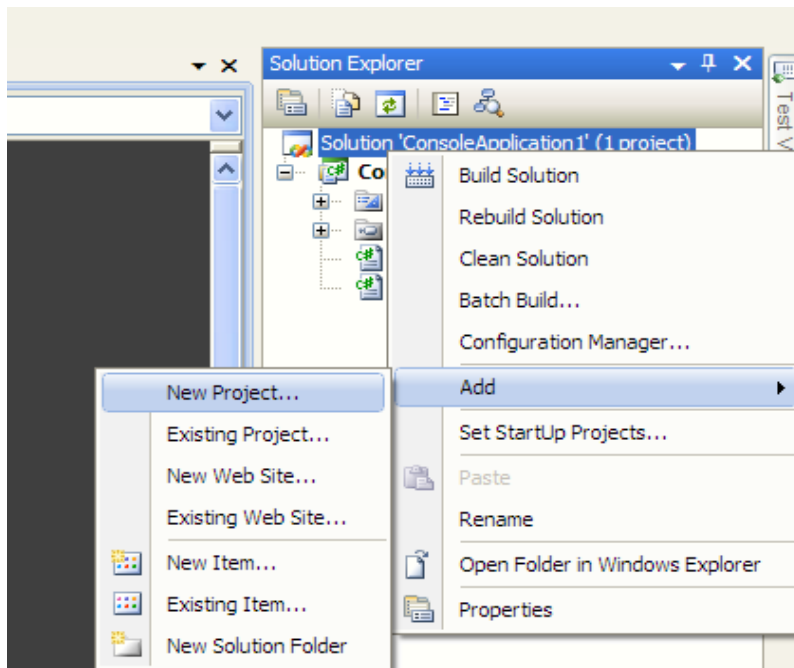 Solution Explorer
Solution 'ConsoleApplication1' (1 project)
Co
Build Solution
Rebuild Solution
Clean Solution
Batch Build...
Configuration Manager...
Add
Set StartUp Projects...
Paste
Rename
Open Folder in Windows Explorer
Properties
New Project...
Existing Project...
New Web Site...
Existing Web Site...
New Item...
Existing Item...
New Solution Folder
Test V